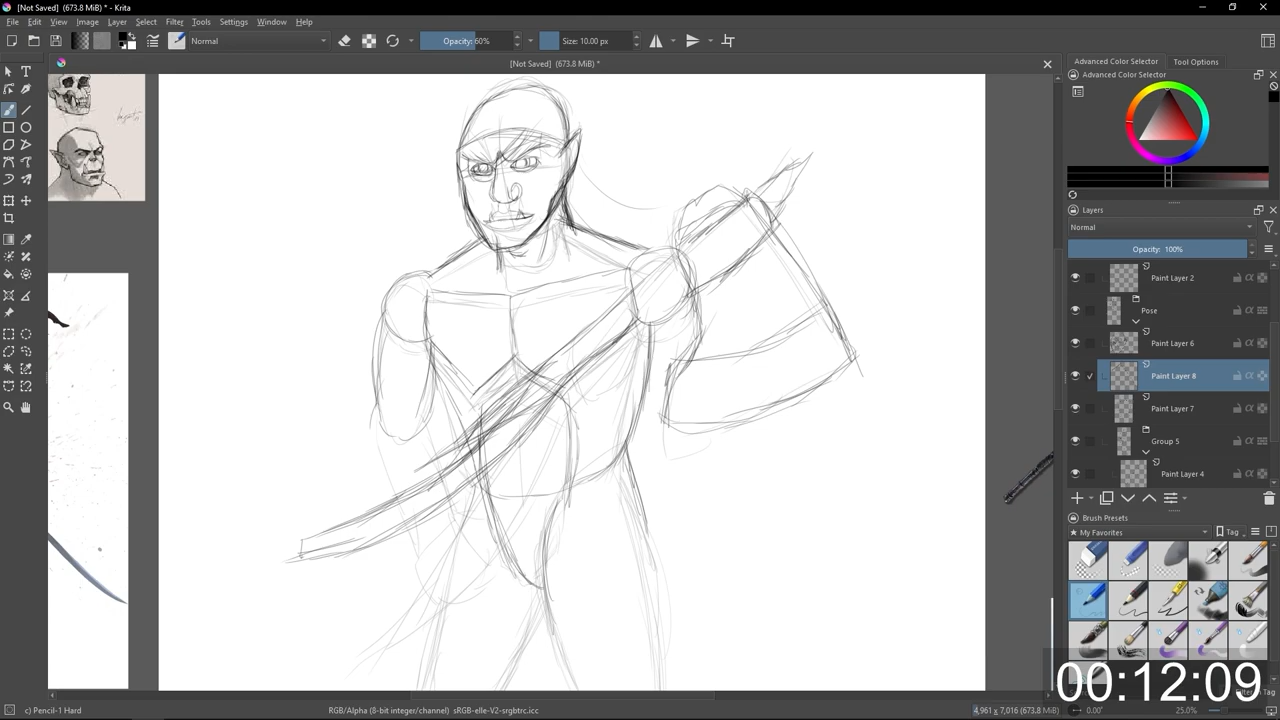 [Not Saved] (673.8 MiB) * - Krita
File Edit View Image Layer Select Filter Tools Settings Window Help
Normal
Opacity: 60%
Size: 10.00 px
[Not Saved] (673.8 MiB) *
Advanced Color Selector
Tool Options
Advanced Color Selector
Layers
Normal
Opacity: 100%
Paint Layer 2
Pose
Paint Layer 6
Paint Layer 8
Paint Layer 7
Group 5
Paint Layer 4
Brush Presets
My Favorites
Tag
00:12:09
c) Pencil-1 Hard
RGB/Alpha (8-bit integer/channel) sRGB-elle-V2-srgbtrc.icc
4,961 x 7,016 (673.8 MiB)
0.00°
25.0%